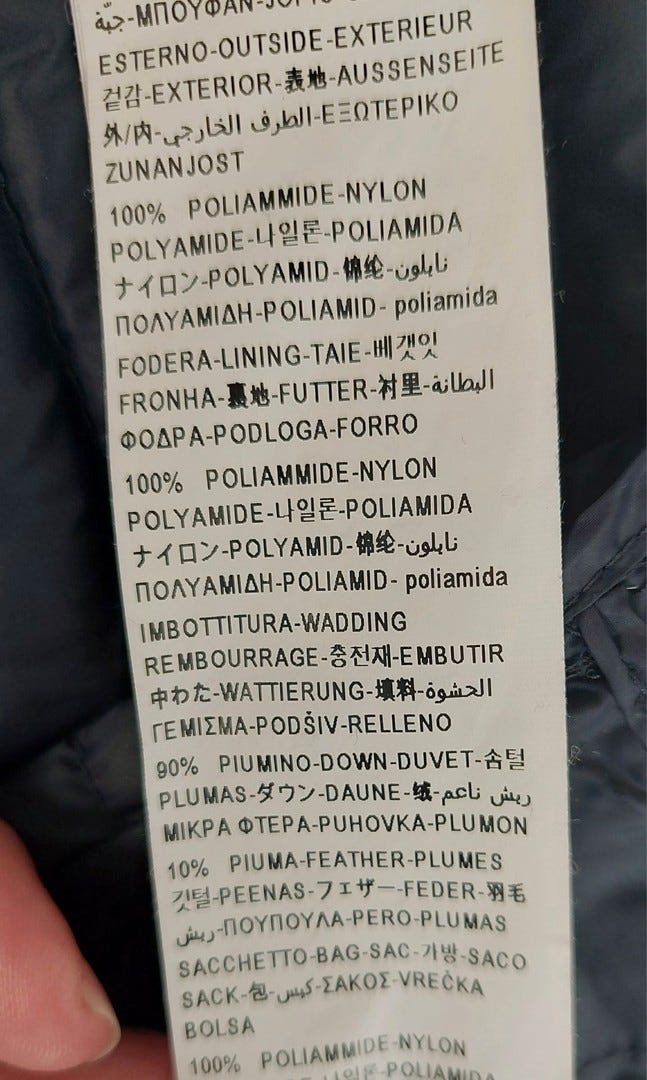 جبّة-ΜΠΟΥΦΑΝ-
ESTERNO-OUTSIDE-EXTERIEUR
겉감-EXTERIOR-表地-AUSSENSEITE
外/内-الطرف الخارجي-ΕΞΩΤΕΡΙΚΟ
ZUNANJOST
100% POLIAMMIDE-NYLON
POLYAMIDE-나일론-POLIAMIDA
ナイロン-POLYAMID-锦纶-نايلون
ΠΟΛΥΑΜΙΔΗ-POLIAMID- poliamida
FODERA-LINING-TAIE-베갯잇
FRONHA-裏地-FUTTER-衬里-البطانة
ΦΟΔΡΑ-PODLOGA-FORRO
100% POLIAMMIDE-NYLON
POLYAMIDE-나일론-POLIAMIDA
ナイロン-POLYAMID-锦纶-نايلون
ΠΟΛΥΑΜΙΔΗ-POLIAMID- poliamida
IMBOTTITURA-WADDING
REMBOURRAGE-충전재-EMBUTIR
中わた-WATTIERUNG-填料-الحشوة
ΓΕΜΙΣΜΑ-PODŠIV-RELLENO
90% PIUMINO-DOWN-DUVET-솜털
PLUMAS-ダウン-DAUNE-绒-ريش ناعم
ΜΙΚΡΑ ΦΤΕΡΑ-PUHOVKA-PLUMON
10% PIUMA-FEATHER-PLUMES
깃털-PEENAS-フェザー-FEDER-羽毛
ريش-ΠΟΥΠΟΥΛΑ-PERO-PLUMAS
SACCHETTO-BAG-SAC-가방-SACO
SACK-包-كيس-ΣΑΚΟΣ-VREČKA
BOLSA
100% POLIAMMIDE-NYLON
나일론-POLIAMIDA